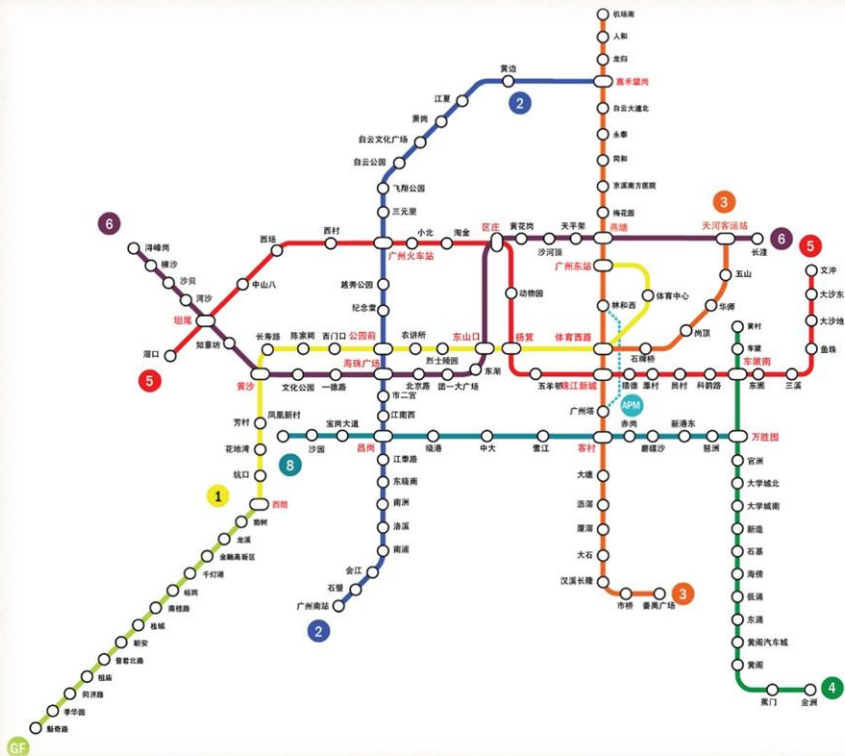 机场南
人和
龙归
嘉禾望岗
黄边
2
江夏
萧岗
白云文化广场
白云公园
飞翔公园
三元里
白云大道北
永泰
同和
京溪南方医院
梅花园
6
浔峰岗
横沙
沙贝
河沙
坦尾
滘口
5
中山八
西场
西村
广州火车站
小北
淘金
区庄
黄花岗
沙河顶
天平架
燕塘
3
天河客运站
6
长湴
5
文冲
大沙东
大沙地
鱼珠
五山
华师
岗顶
石牌桥
广州东站
体育中心
林和西
体育西路
动物园
杨箕
越秀公园
纪念堂
公园前
农讲所
烈士陵园
东山口
西门口
陈家祠
长寿路
如意坊
黄沙
文化公园
一德路
海珠广场
北京路
团一大广场
东湖
五羊邨
珠江新城
猎德
潭村
员村
科韵路
车陂南
东圃
三溪
黄村
车陂
APM
广州塔
市二宫
江南西
芳村
花地湾
坑口
1
西朗
凤凰新村
沙园
宝岗大道
8
昌岗
晓港
中大
鹭江
客村
赤岗
磨碟沙
新港东
琶洲
万胜围
江泰路
东晓南
南洲
洛溪
南浦
会江
石壁
广州南站
2
大塘
沥滘
厦滘
大石
汉溪长隆
市桥
番禺广场
3
官洲
大学城北
大学城南
新造
石基
海傍
低涌
东涌
黄阁汽车城
黄阁
蕉门
金洲
4
菊树
龙溪
金融高新区
千灯湖
南桂路
桂城
朝安
普君北路
祖庙
同济路
季华园
魁奇路
GF